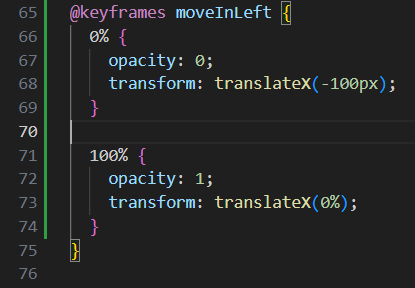 65 @keyframes moveInLeft {
66 0% {
67 opacity: 0;
68 transform: translateX(-100px);
69 }
70
71 100% {
72 opacity: 1;
73 transform: translateX(0%);
74 }
75 }
76